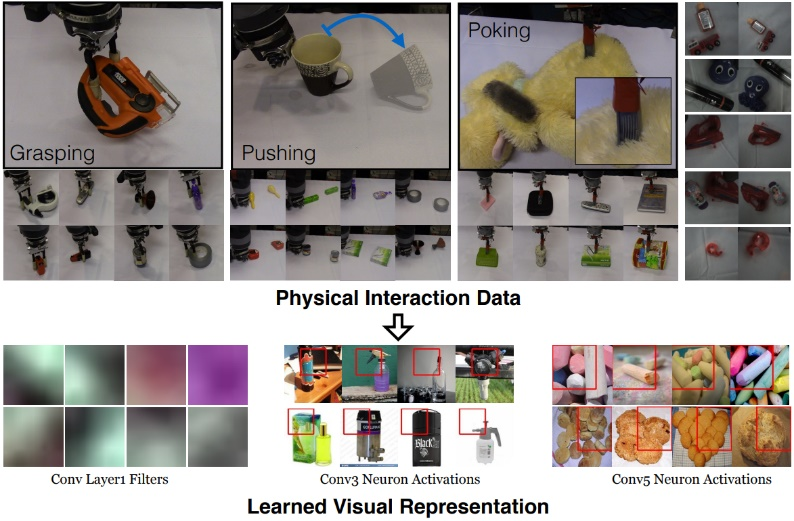 Grasping
Pushing
Poking
Physical Interaction Data
Conv Layer1 Filters
Conv3 Neuron Activations
Conv5 Neuron Activations
Learned Visual Representation